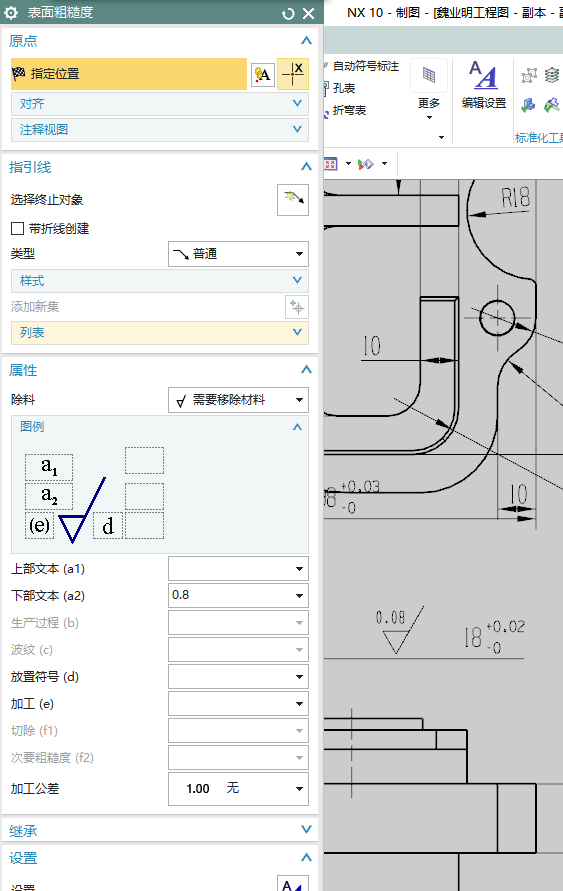 表面粗糙度
原点
指定位置
A
X
对齐
注释视图
指引线
选择终止对象
带折线创建
类型
普通
样式
添加新集
列表
属性
除料
需要移除材料
图例
a1
a2
(e)
d
上部文本 (a1)
下部文本 (a2)
0.8
生产过程 (b)
波纹 (c)
放置符号 (d)
加工 (e)
切除 (f1)
次要粗糙度 (f2)
加工公差
1.00 无
继承
设置
设置
A
NX 10 - 制图 - [魏业明工程图 - 副本 - 副
自动符号标注
孔表
折弯表
更多
编辑设置
标准化工具
R18
10
8
+0.03
-0
10
0.08
18
+0.02
-0